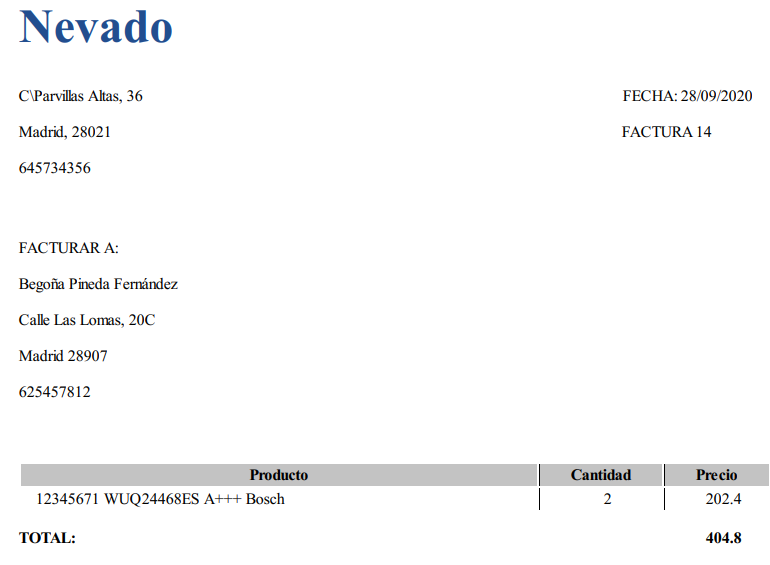 Nevado
C\Parvillas Altas, 36 FECHA: 28/09/2020
Madrid, 28021 FACTURA 14
645734356
FACTURAR A:
Begoña Pineda Fernández
Calle Las Lomas, 20C
Madrid 28907
625457812
Producto Cantidad Precio
12345671 WUQ24468ES A+++ Bosch 2 202.4
TOTAL: 404.8